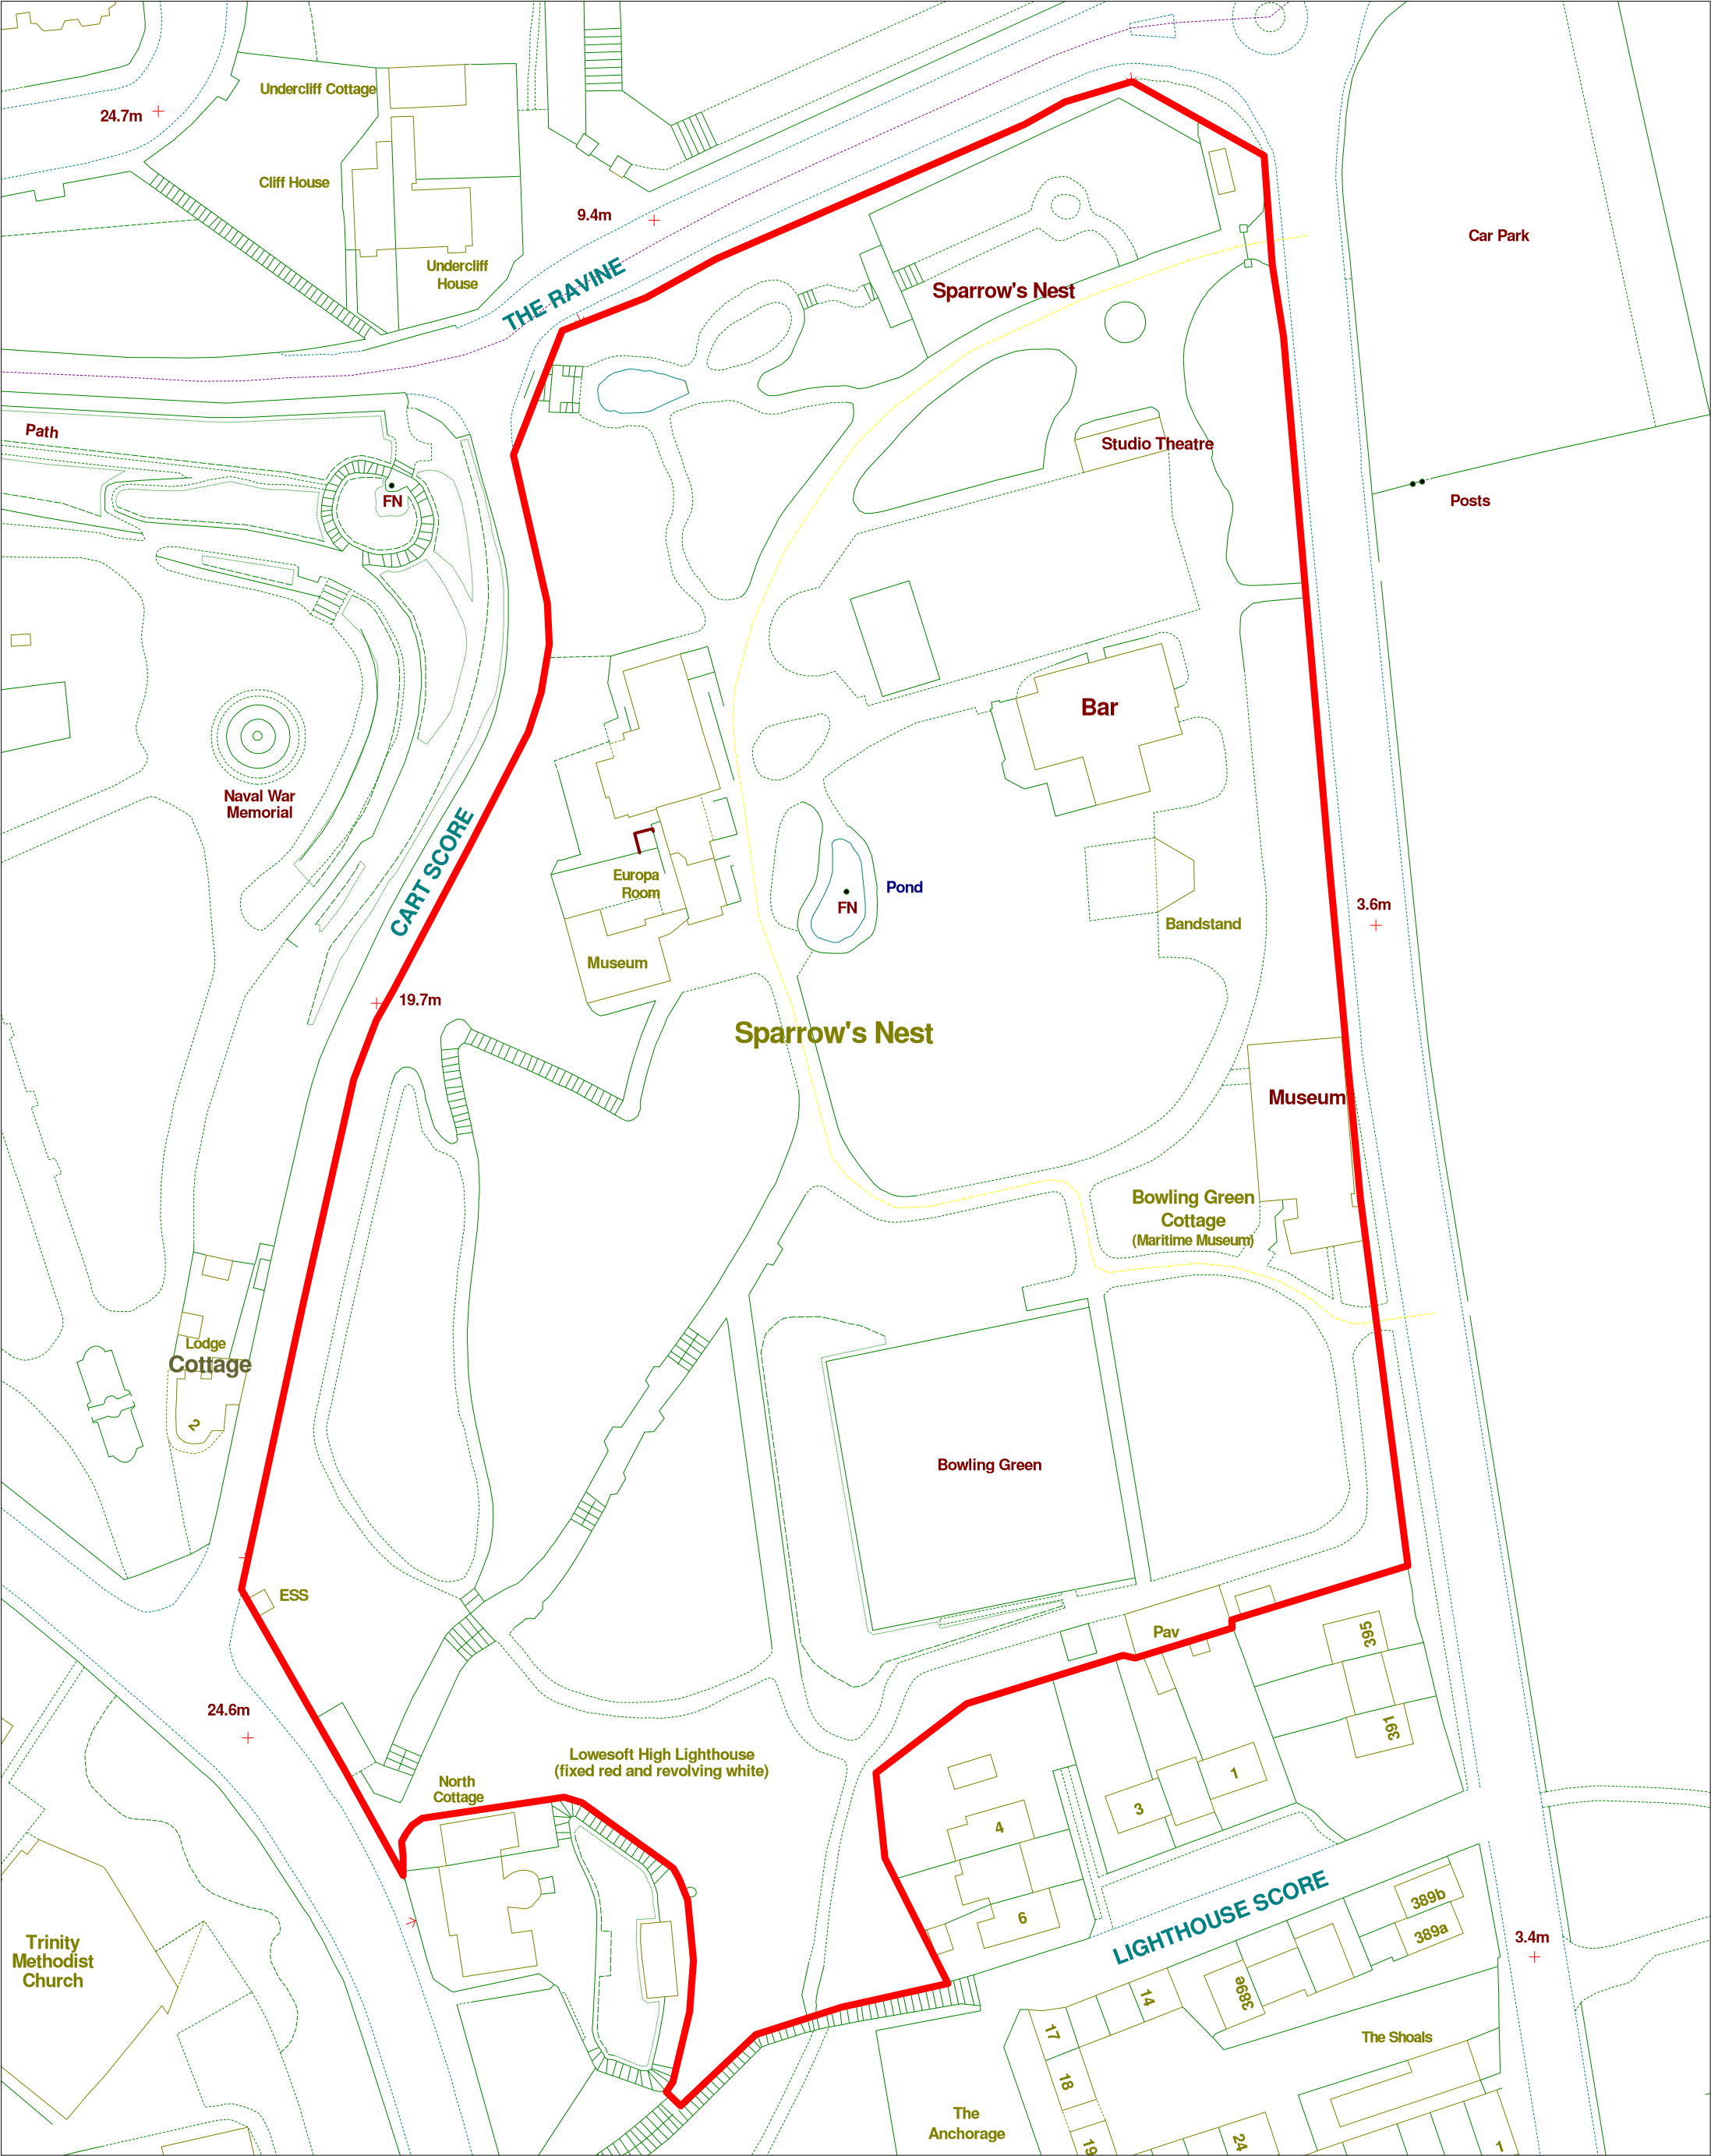 Undercliff Cottage
24.7m
Cliff House
9.4m
Undercliff
House
THE RAVINE
Car Park
Sparrow's Nest
Path
Studio Theatre
FN
Posts
Bar
Naval War
Memorial
CART SCORE
Europa
Room
Pond
FN
3.6m
Bandstand
Museum
19.7m
Sparrow's Nest
Museum
Bowling Green
Cottage
(Maritime Museum)
Lodge
Cottage
2
Bowling Green
ESS
Pav
395
24.6m
391
Lowesoft High Lighthouse
(fixed red and revolving white)
North
Cottage
1
3
4
6
LIGHTHOUSE SCORE
389b
389a
Trinity
Methodist
Church
3.4m
389e
14
17
The Shoals
18
The
Anchorage
19
24
1